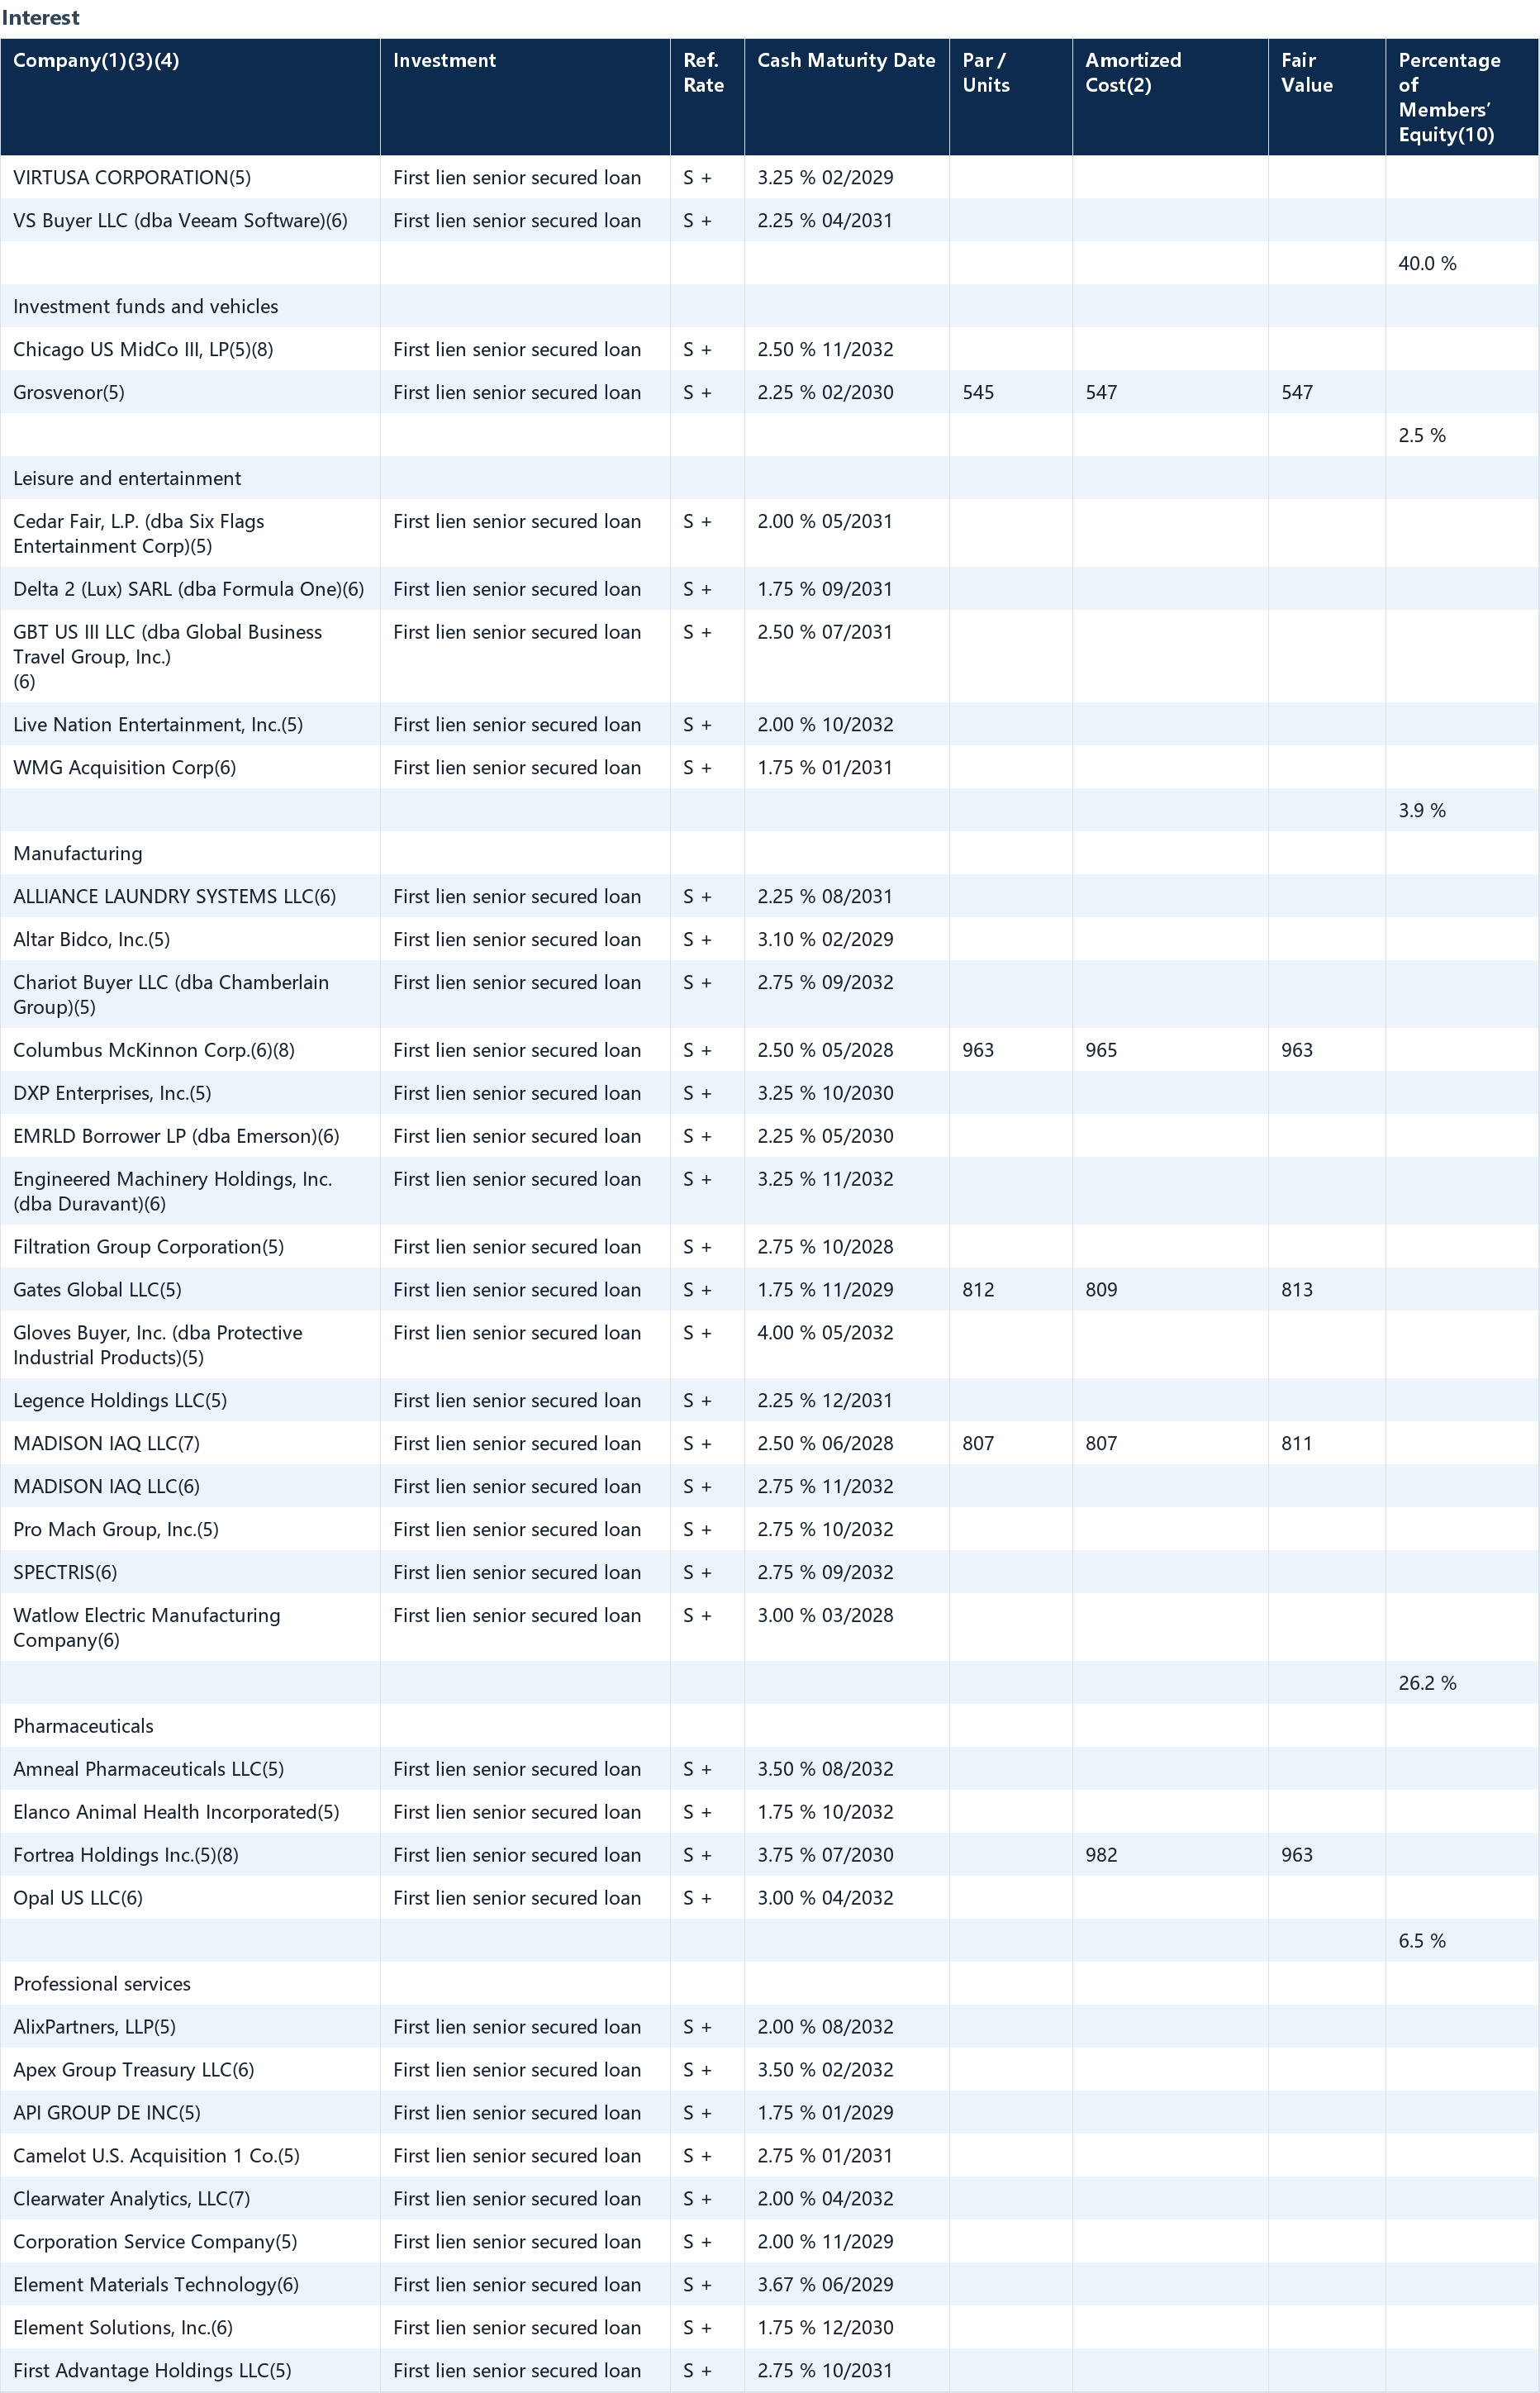 Interest
Company(1)(3)(4) Investment Ref. Rate Cash Maturity Date Par / Units Amortized Cost(2) Fair Value Percentage of Members’ Equity(10)
VIRTUSA CORPORATION(5) First lien senior secured loan S + 3.25 % 02/2029
VS Buyer LLC (dba Veeam Software)(6) First lien senior secured loan S + 2.25 % 04/2031
40.0 %
Investment funds and vehicles
Chicago US MidCo III, LP(5)(8) First lien senior secured loan S + 2.50 % 11/2032
Grosvenor(5) First lien senior secured loan S + 2.25 % 02/2030 545 547 547
2.5 %
Leisure and entertainment
Cedar Fair, L.P. (dba Six Flags Entertainment Corp)(5) First lien senior secured loan S + 2.00 % 05/2031
Delta 2 (Lux) SARL (dba Formula One)(6) First lien senior secured loan S + 1.75 % 09/2031
GBT US III LLC (dba Global Business Travel Group, Inc.) (6) First lien senior secured loan S + 2.50 % 07/2031
Live Nation Entertainment, Inc.(5) First lien senior secured loan S + 2.00 % 10/2032
WMG Acquisition Corp(6) First lien senior secured loan S + 1.75 % 01/2031
3.9 %
Manufacturing
ALLIANCE LAUNDRY SYSTEMS LLC(6) First lien senior secured loan S + 2.25 % 08/2031
Altar Bidco, Inc.(5) First lien senior secured loan S + 3.10 % 02/2029
Chariot Buyer LLC (dba Chamberlain Group)(5) First lien senior secured loan S + 2.75 % 09/2032
Columbus McKinnon Corp.(6)(8) First lien senior secured loan S + 2.50 % 05/2028 963 965 963
DXP Enterprises, Inc.(5) First lien senior secured loan S + 3.25 % 10/2030
EMRLD Borrower LP (dba Emerson)(6) First lien senior secured loan S + 2.25 % 05/2030
Engineered Machinery Holdings, Inc. (dba Duravant)(6) First lien senior secured loan S + 3.25 % 11/2032
Filtration Group Corporation(5) First lien senior secured loan S + 2.75 % 10/2028
Gates Global LLC(5) First lien senior secured loan S + 1.75 % 11/2029 812 809 813
Gloves Buyer, Inc. (dba Protective Industrial Products)(5) First lien senior secured loan S + 4.00 % 05/2032
Legence Holdings LLC(5) First lien senior secured loan S + 2.25 % 12/2031
MADISON IAQ LLC(7) First lien senior secured loan S + 2.50 % 06/2028 807 807 811
MADISON IAQ LLC(6) First lien senior secured loan S + 2.75 % 11/2032
Pro Mach Group, Inc.(5) First lien senior secured loan S + 2.75 % 10/2032
SPECTRIS(6) First lien senior secured loan S + 2.75 % 09/2032
Watlow Electric Manufacturing Company(6) First lien senior secured loan S + 3.00 % 03/2028
26.2 %
Pharmaceuticals
Amneal Pharmaceuticals LLC(5) First lien senior secured loan S + 3.50 % 08/2032
Elanco Animal Health Incorporated(5) First lien senior secured loan S + 1.75 % 10/2032
Fortrea Holdings Inc.(5)(8) First lien senior secured loan S + 3.75 % 07/2030 982 963
Opal US LLC(6) First lien senior secured loan S + 3.00 % 04/2032
6.5 %
Professional services
AlixPartners, LLP(5) First lien senior secured loan S + 2.00 % 08/2032
Apex Group Treasury LLC(6) First lien senior secured loan S + 3.50 % 02/2032
API GROUP DE INC(5) First lien senior secured loan S + 1.75 % 01/2029
Camelot U.S. Acquisition 1 Co.(5) First lien senior secured loan S + 2.75 % 01/2031
Clearwater Analytics, LLC(7) First lien senior secured loan S + 2.00 % 04/2032
Corporation Service Company(5) First lien senior secured loan S + 2.00 % 11/2029
Element Materials Technology(6) First lien senior secured loan S + 3.67 % 06/2029
Element Solutions, Inc.(6) First lien senior secured loan S + 1.75 % 12/2030
First Advantage Holdings LLC(5) First lien senior secured loan S + 2.75 % 10/2031